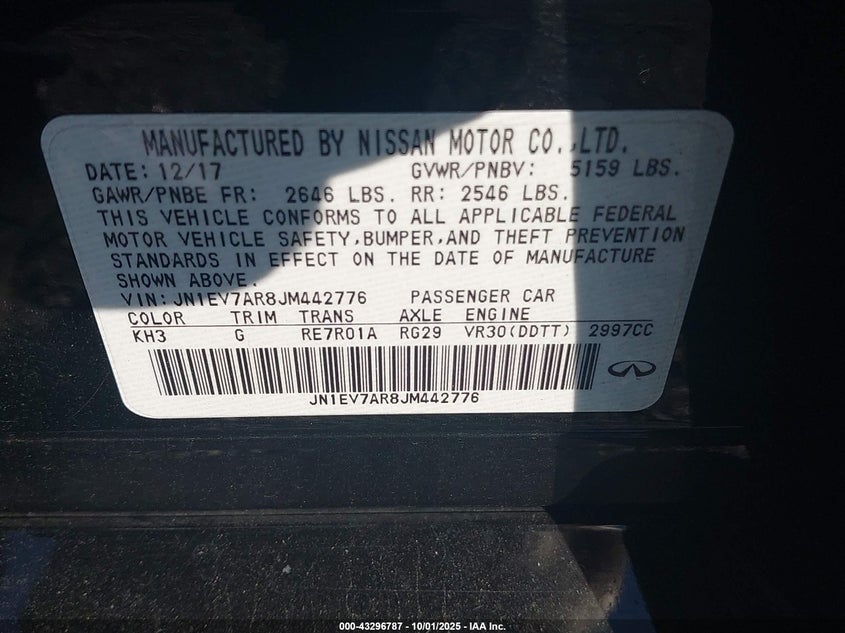 MANUFACTURED BY NISSAN MOTOR CO.,LTD.
DATE: 12/17 GVWR/PNBV: 5159 LBS.
GAWR/PNBE FR: 2646 LBS. RR: 2546 LBS.
THIS VEHICLE CONFORMS TO ALL APPLICABLE FEDERAL
MOTOR VEHICLE SAFETY,BUMPER,AND THEFT PREVENTION
STANDARDS IN EFFECT ON THE DATE OF MANUFACTURE
SHOWN ABOVE.
VIN: JN1EV7AR8JM442776 PASSENGER CAR
COLOR TRIM TRANS AXLE ENGINE
KH3 G RE7R01A RG29 VR30(DDTT) 2997CC
JN1EV7AR8JM442776
000-43296787 - 10/01/2025 - IAA Inc.